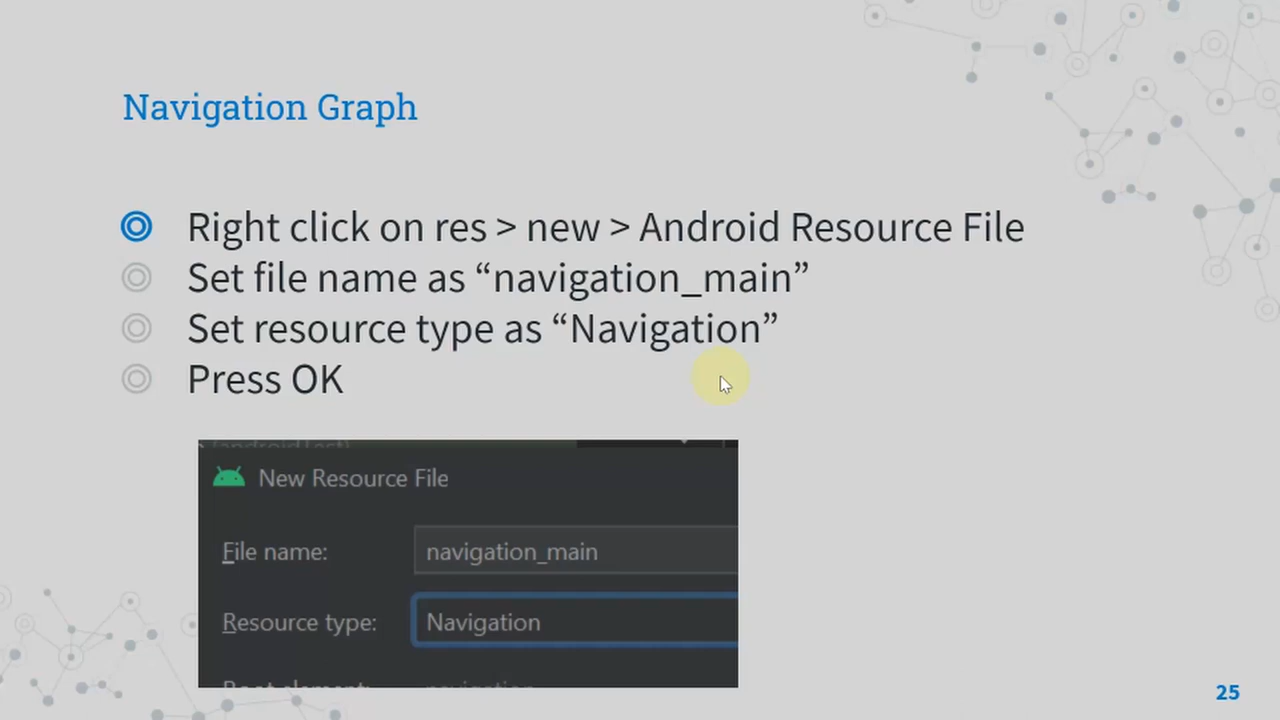 Navigation Graph
Right click on res > new > Android Resource File
Set file name as “navigation_main”
Set resource type as “Navigation”
Press OK
New Resource File
File name: navigation_main
Resource type: Navigation
25